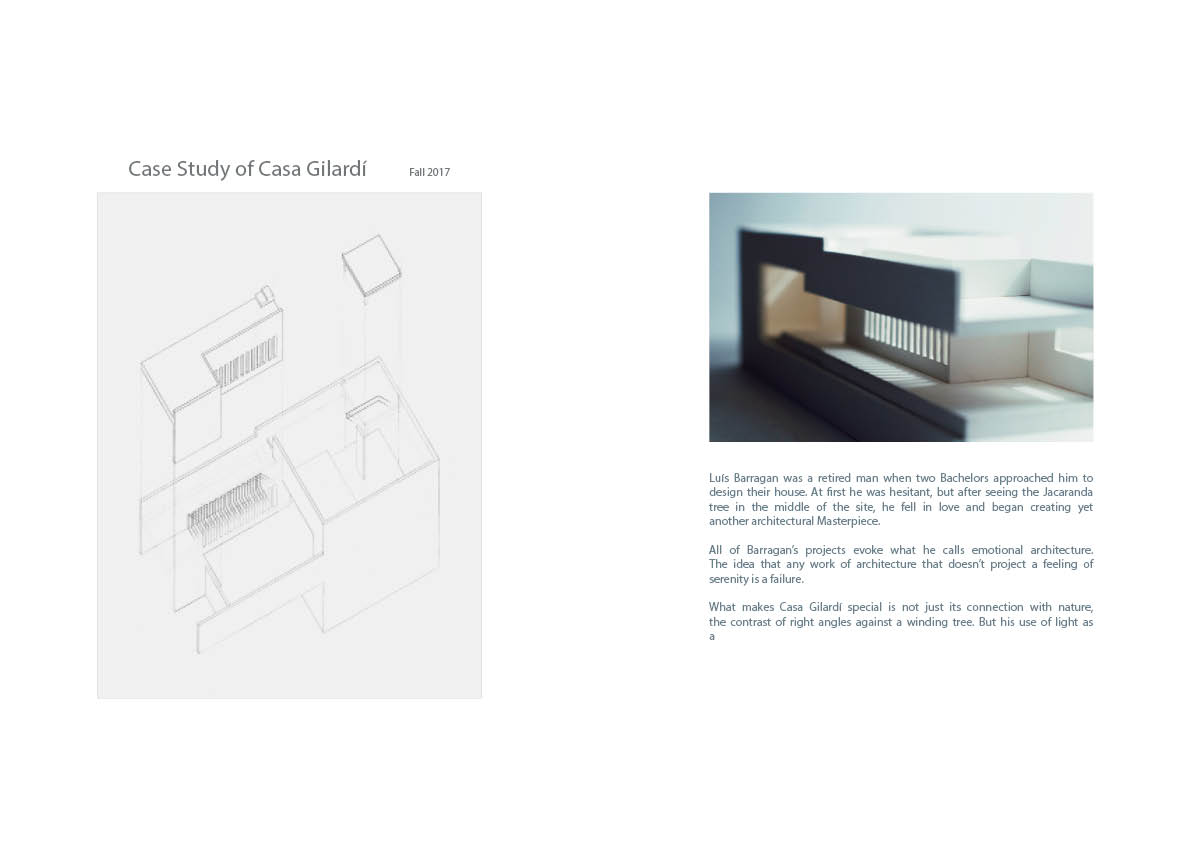 Case Study of Casa Gilardí Fall 2017
Luís Barragan was a retired man when two Bachelors approached him to
design their house. At first he was hesitant, but after seeing the Jacaranda
tree in the middle of the site, he fell in love and began creating yet
another architectural Masterpiece.
All of Barragan's projects evoke what he calls emotional architecture.
The idea that any work of architecture that doesn't project a feeling of
serenity is a failure.
What makes Casa Gilardí special is not just its connection with nature,
the contrast of right angles against a winding tree. But his use of light as
a